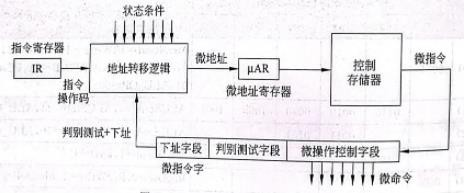 状态条件
指令寄存器
IR
指令
操作码
地址转移逻辑
微地址
μAR
微地址寄存器
控制
存储器
微指令
判别测试+下址
下址字段
判别测试字段
微操作控制字段
微指令字
微命令